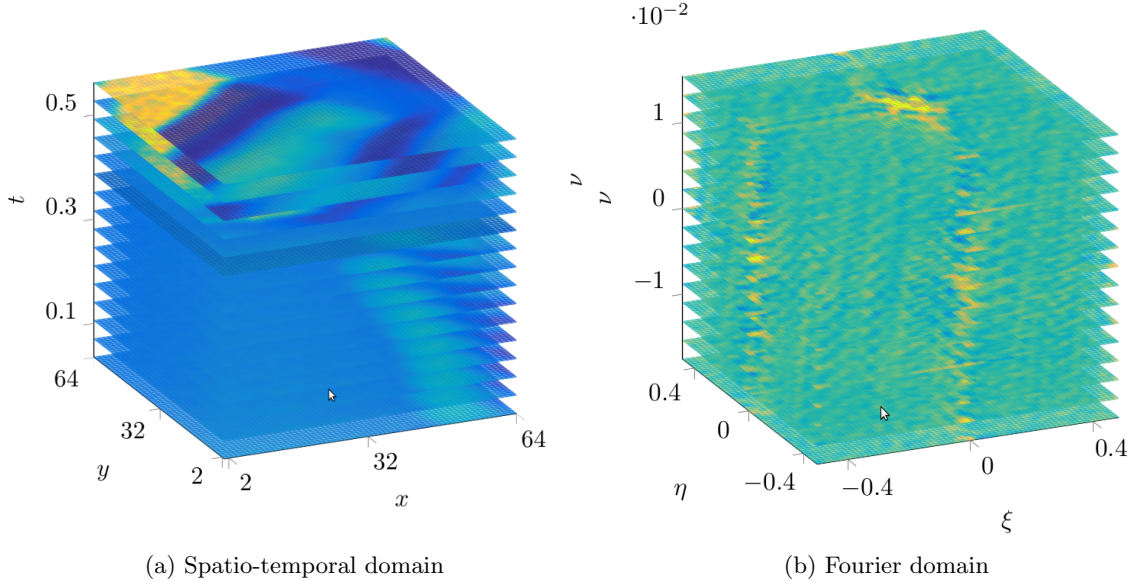 ·10⁻²
0.5
0.3
0.1
t
64
32
2
y
2
32
64
x
1
0
−1
ν
ν
0.4
0
−0.4
η
−0.4
0
0.4
ξ
(a) Spatio-temporal domain
(b) Fourier domain